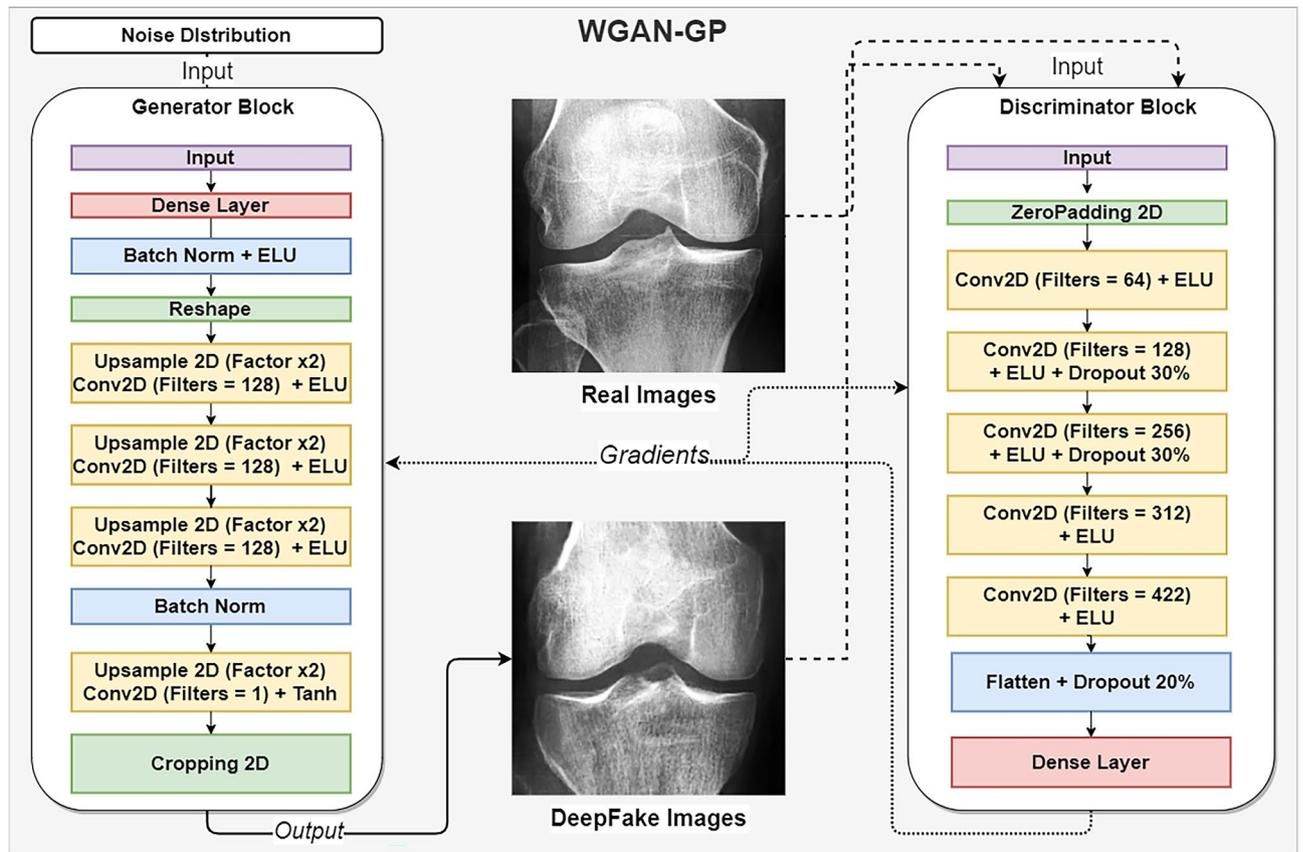 WGAN-GP
Noise DIstribution
Input
Generator Block
Input
Dense Layer
Batch Norm + ELU
Reshape
Upsample 2D (Factor x2)
Conv2D (Filters = 128) + ELU
Upsample 2D (Factor x2)
Conv2D (Filters = 128) + ELU
Upsample 2D (Factor x2)
Conv2D (Filters = 128) + ELU
Batch Norm
Upsample 2D (Factor x2)
Conv2D (Filters = 1) + Tanh
Cropping 2D
Output
Real Images
Gradients
DeepFake Images
Input
Discriminator Block
Input
ZeroPadding 2D
Conv2D (Filters = 64) + ELU
Conv2D (Filters = 128)
+ ELU + Dropout 30%
Conv2D (Filters = 256)
+ ELU + Dropout 30%
Conv2D (Filters = 312)
+ ELU
Conv2D (Filters = 422)
+ ELU
Flatten + Dropout 20%
Dense Layer